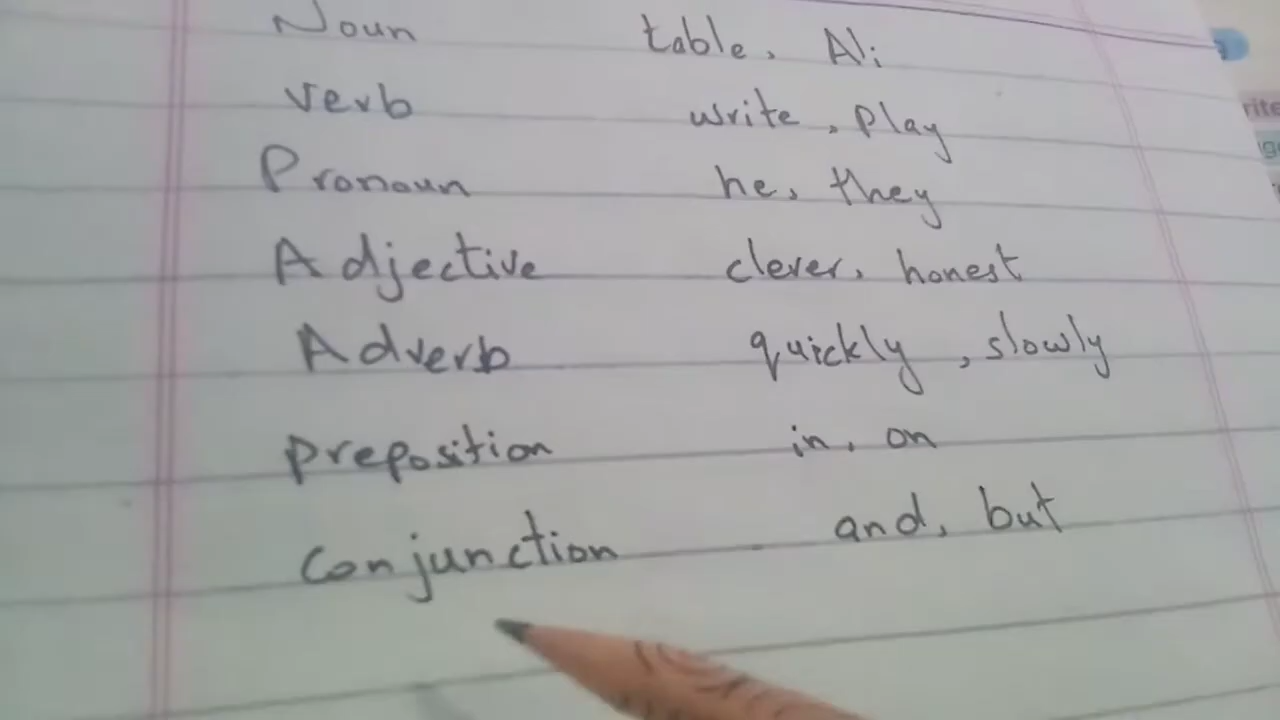 Noun table, Ali
Verb write, play
Pronoun he, they
Adjective clever, honest
Adverb quickly, slowly
Preposition in, on
Conjunction and, but